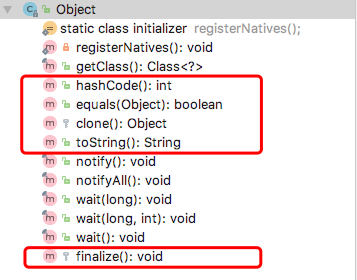 Object
static class initializer registerNatives();
registerNatives(): void
getClass(): Class<?>
hashCode(): int
equals(Object): boolean
clone(): Object
toString(): String
notify(): void
notifyAll(): void
wait(long): void
wait(long, int): void
wait(): void
finalize(): void